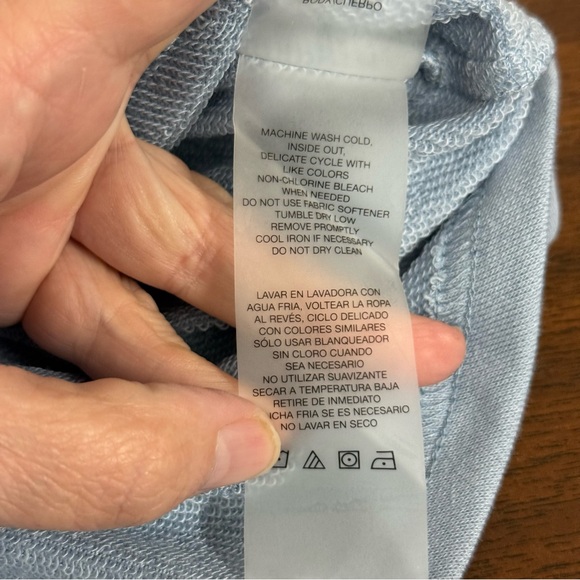 BODY/CUERPO
MACHINE WASH COLD,
INSIDE OUT,
DELICATE CYCLE WITH
LIKE COLORS
NON-CHLORINE BLEACH
WHEN NEEDED
DO NOT USE FABRIC SOFTENER
TUMBLE DRY LOW
REMOVE PROMPTLY
COOL IRON IF NECESSARY
DO NOT DRY CLEAN
LAVAR EN LAVADORA CON
AGUA FRIA, VOLTEAR LA ROPA
AL REVÉS, CICLO DELICADO
CON COLORES SIMILARES
SÓLO USAR BLANQUEADOR
SIN CLORO CUANDO
SEA NECESARIO
NO UTILIZAR SUAVIZANTE
SECAR A TEMPERATURA BAJA
RETIRE DE INMEDIATO
FRIA SE ES NECESARIO
NO LAVAR EN SECO